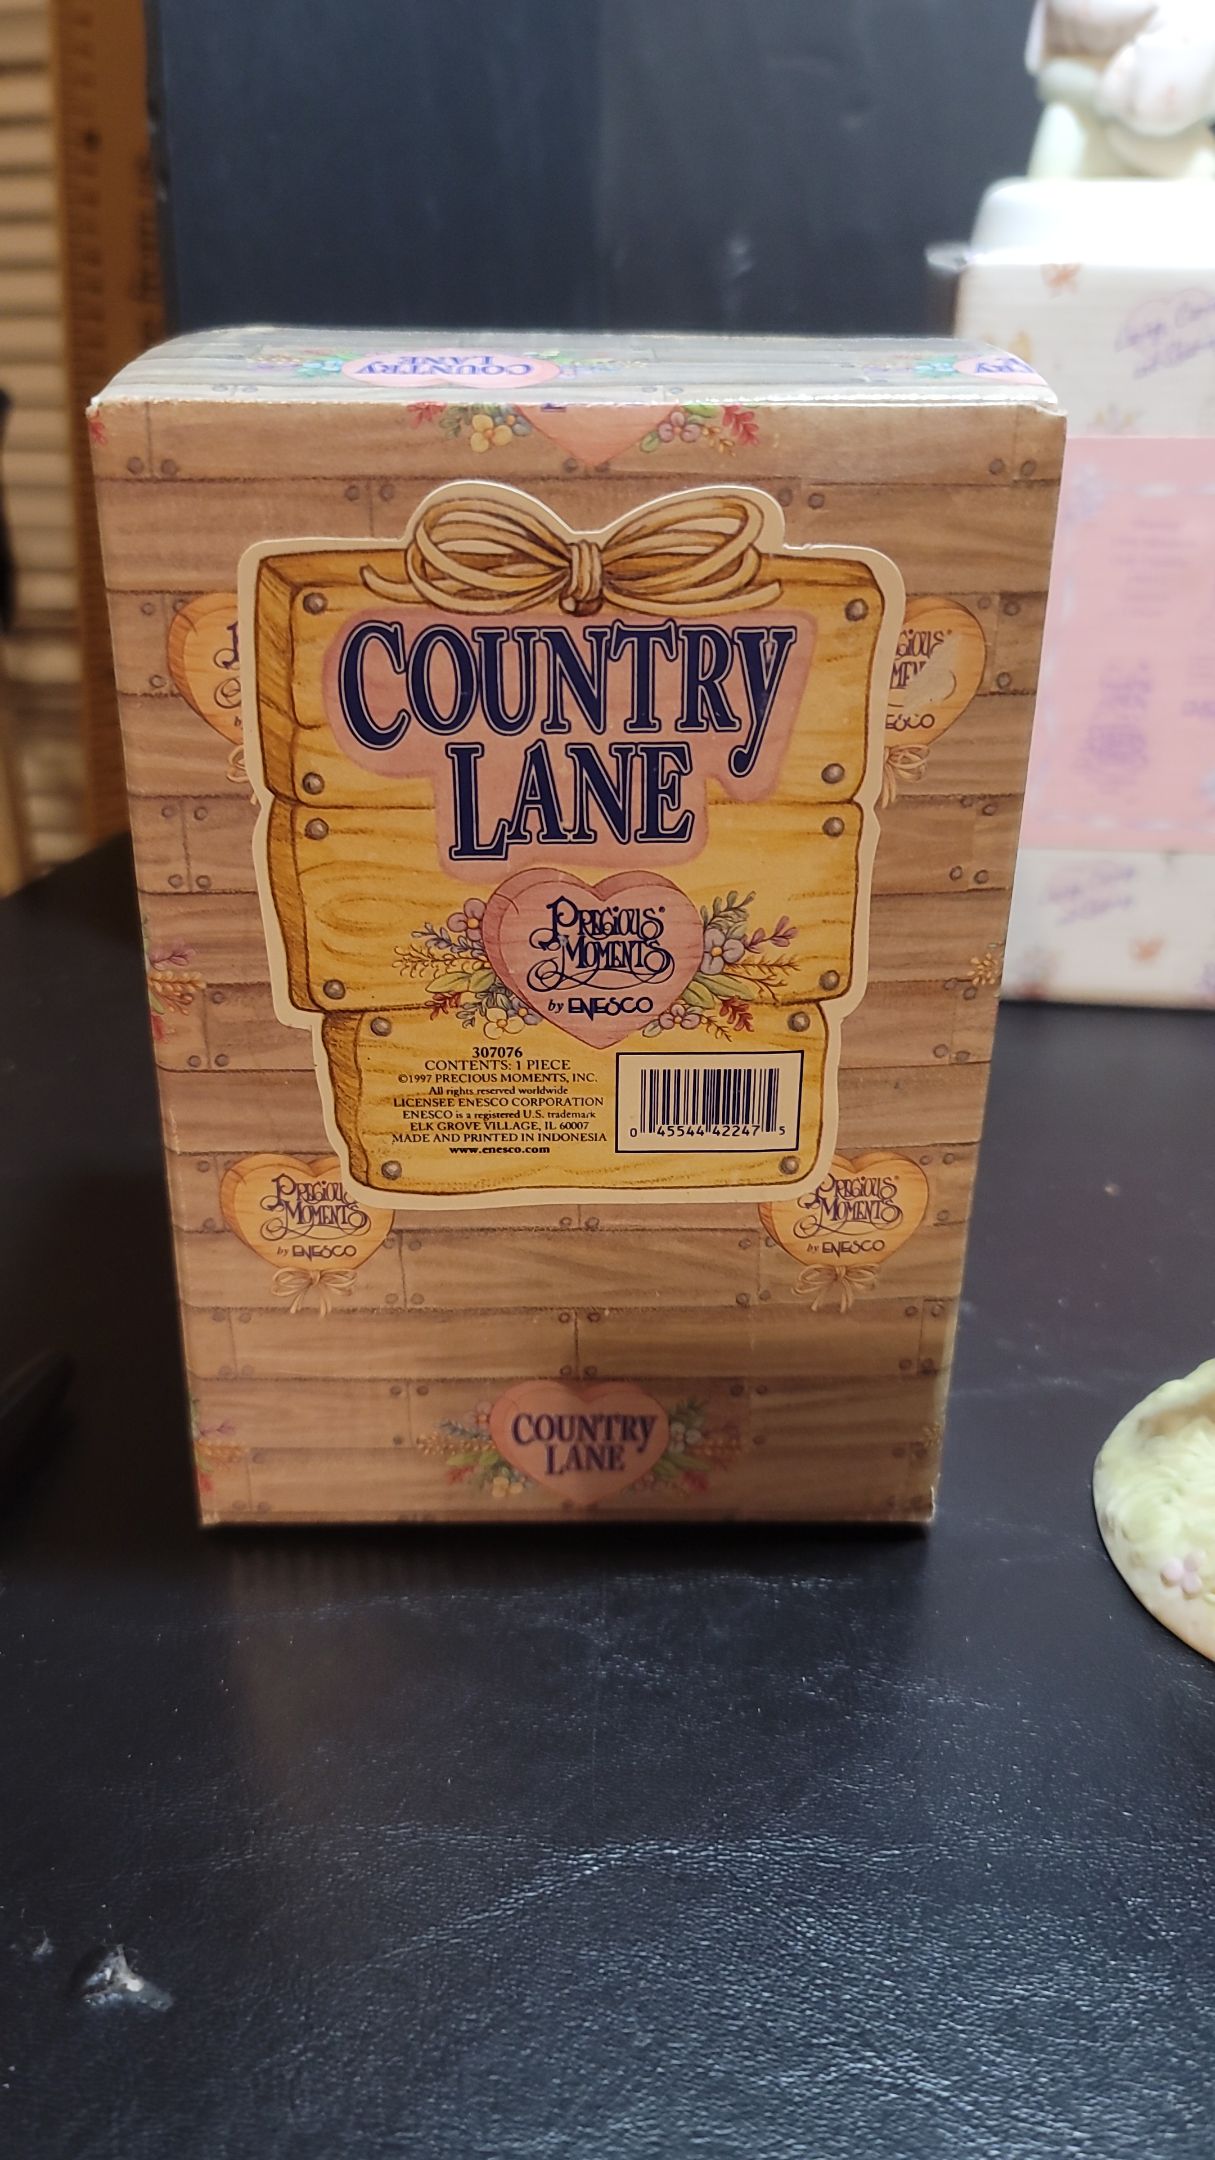 COUNTRY
LANE
COUNTRY
LANE
PRECIOUS®
MOMENTS
by ENESCO
307076
CONTENTS: 1 PIECE
©1997 PRECIOUS MOMENTS, INC.
All rights reserved worldwide
LICENSEE ENESCO CORPORATION
ENESCO is a registered U.S. trademark
ELK GROVE VILLAGE, IL 60007
MADE AND PRINTED IN INDONESIA
www.enesco.com
0 45544 42247 5
PRECIOUS
MOMENTS
by ENESCO
PRECIOUS®
MOMENTS
by ENESCO
COUNTRY
LANE